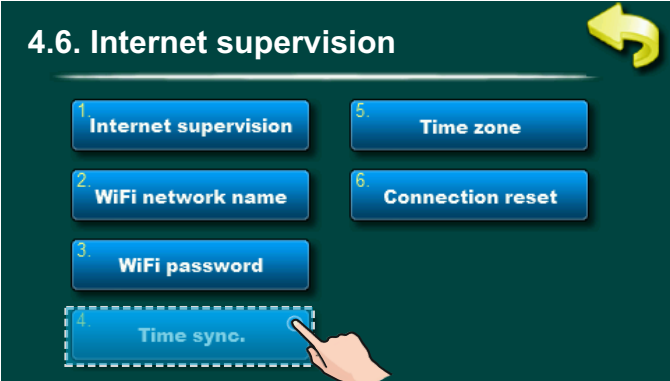 4.6. Internet supervision
1. Internet supervision
2. WiFi network name
3. WiFi password
4. Time sync.
5. Time zone
6. Connection reset